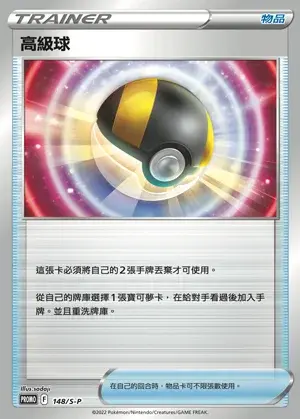 TRAINER 物品
高級球
這張卡必須將自己的2張手牌丟棄才可使用。
從自己的牌庫選擇1張寶可夢卡,在給對手看過後加入手
牌。並且重洗牌庫。
Illus. sadaji
PROMO F 148/S-P
在自己的回合時,物品卡可不限張數使用。
©2022 Pokémon/Nintendo/Creatures/GAME FREAK.